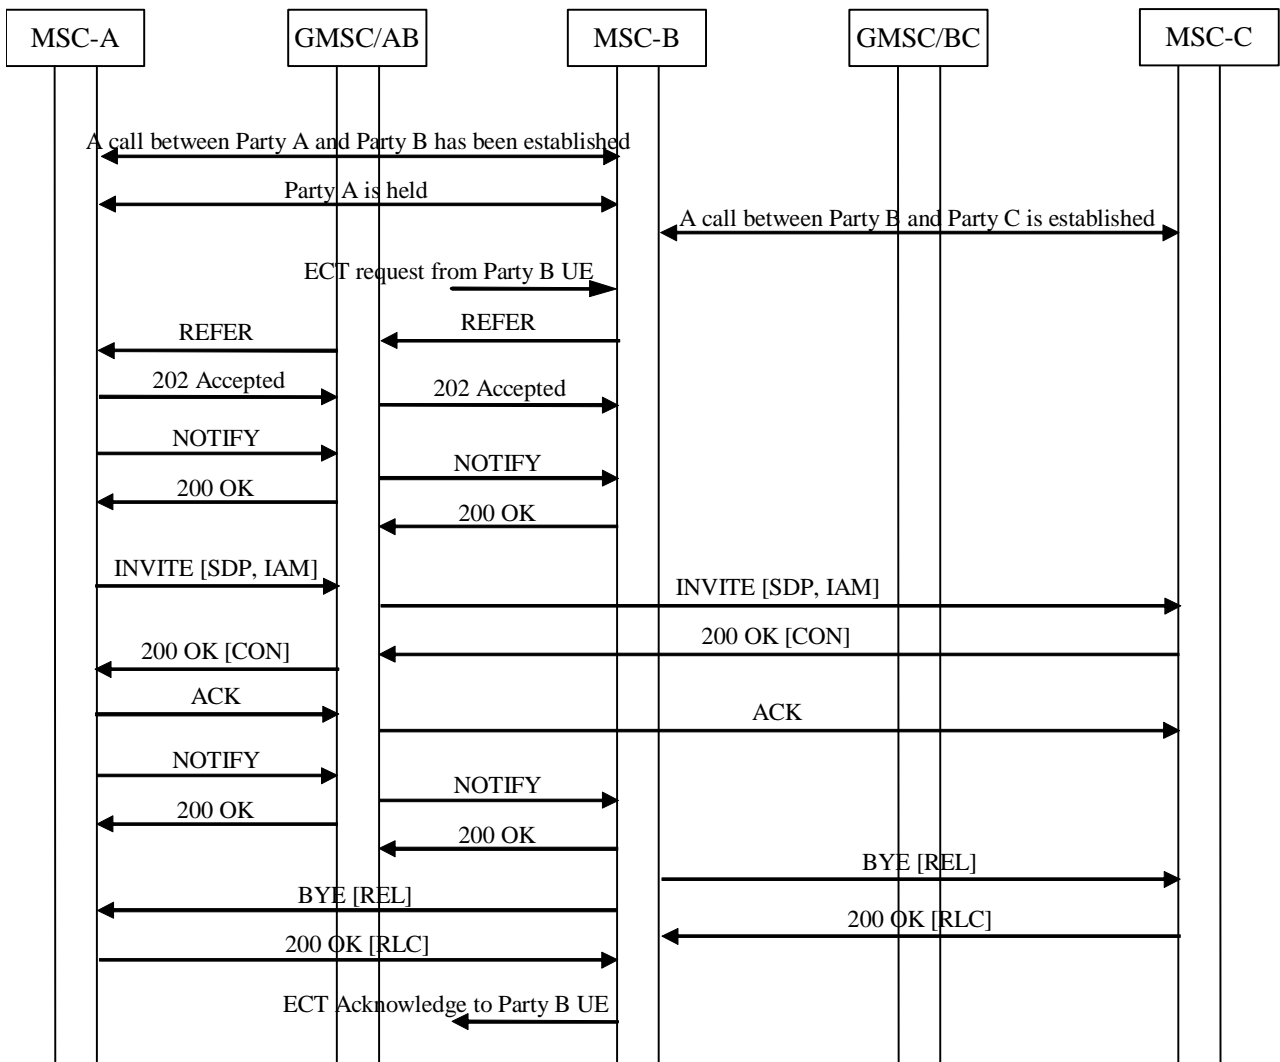 MSC-A
GMSC/AB
MSC-B
GMSC/BC
MSC-C
A call between Party A and Party B has been established
Party A is held
A call between Party B and Party C is established
ECT request from Party B UE
REFER
REFER
202 Accepted
202 Accepted
NOTIFY
NOTIFY
200 OK
200 OK
INVITE [SDP, IAM]
INVITE [SDP, IAM]
200 OK [CON]
200 OK [CON]
ACK
ACK
NOTIFY
NOTIFY
200 OK
200 OK
BYE [REL]
BYE [REL]
200 OK [RLC]
200 OK [RLC]
ECT Acknowledge to Party B UE